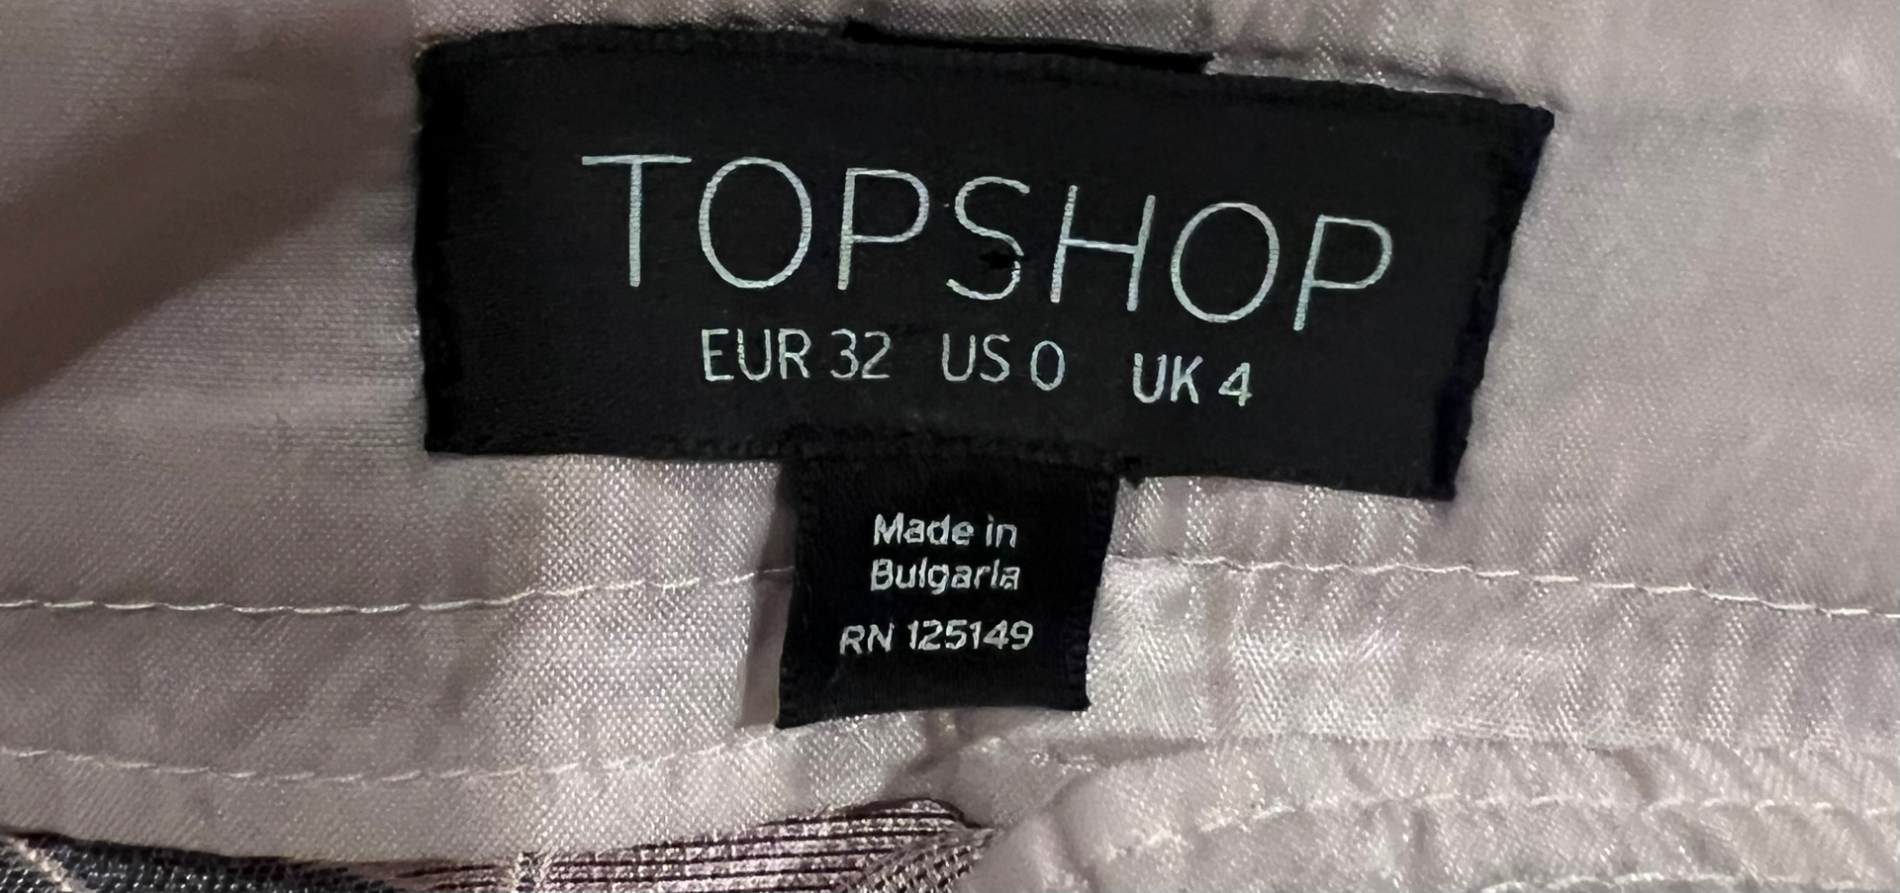 TOPSHOP
EUR 32 US 0 UK 4
Made in
Bulgaria
RN 125149